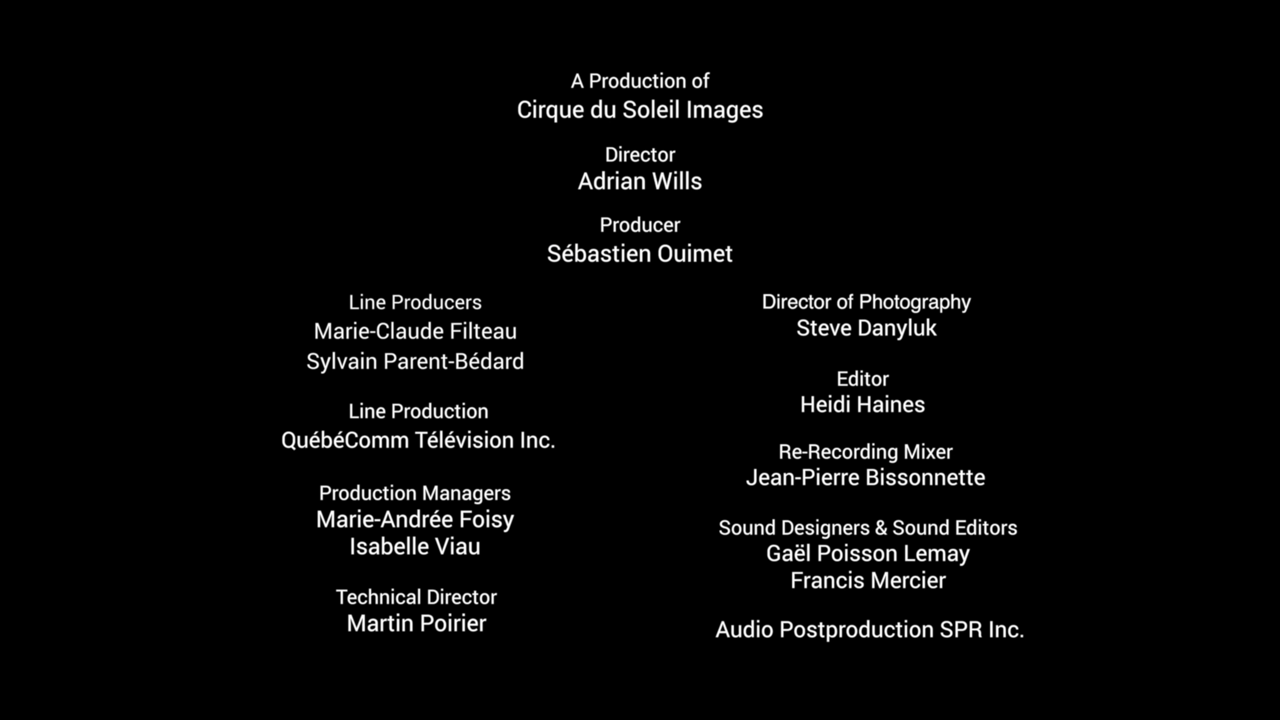 A Production of
Cirque du Soleil Images
Director
Adrian Wills
Producer
Sébastien Ouimet
Line Producers
Marie-Claude Filteau
Sylvain Parent-Bédard
Line Production
QuébéComm Télévision Inc.
Production Managers
Marie-Andrée Foisy
Isabelle Viau
Technical Director
Martin Poirier
Director of Photography
Steve Danyluk
Editor
Heidi Haines
Re-Recording Mixer
Jean-Pierre Bissonnette
Sound Designers & Sound Editors
Gaël Poisson Lemay
Francis Mercier
Audio Postproduction SPR Inc.